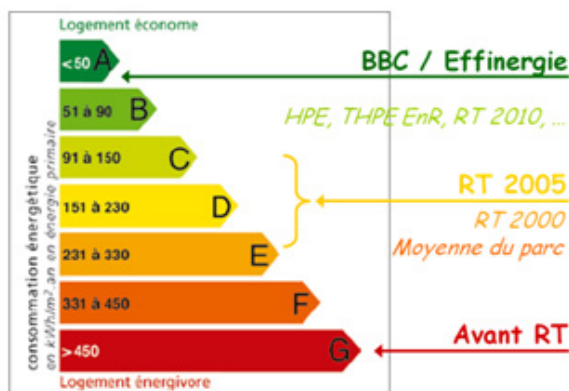 Logement économe
<50 A
BBC / Effinergie
51 à 90 B
HPE, THPE EnR, RT 2010, ...
91 à 150 C
151 à 230 D
RT 2005
RT 2000
231 à 330 E
Moyenne du parc
331 à 450 F
>450 G
Avant RT
Logement énergivore
consommation énergétique
en kWh/m².an en énergie primaire